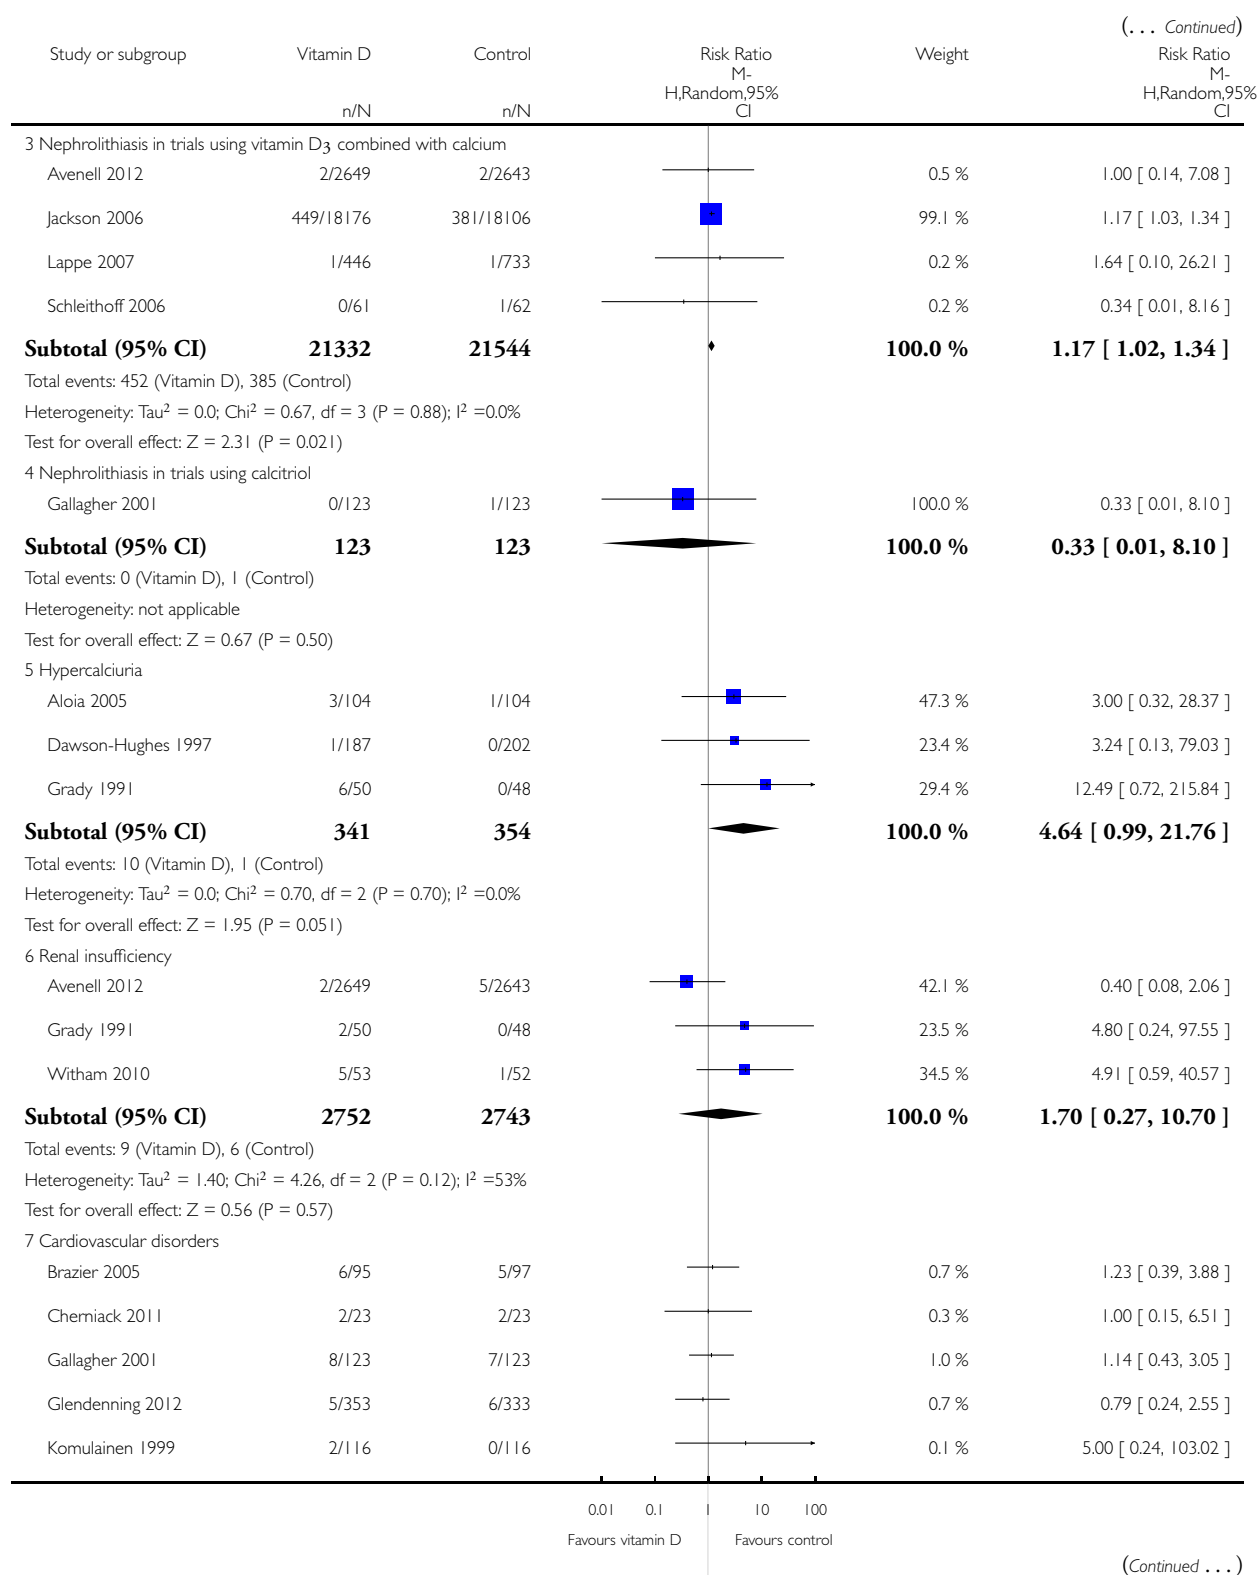 (... Continued)
Study or subgroup Vitamin D Control Risk Ratio Weight Risk Ratio
M- M-
H,Random,95% H,Random,95%
n/N n/N CI CI
3 Nephrolithiasis in trials using vitamin D3 combined with calcium
Avenell 2012 2/2649 2/2643 0.5 % 1.00 [ 0.14, 7.08 ]
Jackson 2006 449/18176 381/18106 99.1 % 1.17 [ 1.03, 1.34 ]
Lappe 2007 1/446 1/733 0.2 % 1.64 [ 0.10, 26.21 ]
Schleithoff 2006 0/61 1/62 0.2 % 0.34 [ 0.01, 8.16 ]
Subtotal (95% CI) 21332 21544 100.0 % 1.17 [ 1.02, 1.34 ]
Total events: 452 (Vitamin D), 385 (Control)
Heterogeneity: Tau² = 0.0; Chi² = 0.67, df = 3 (P = 0.88); I² =0.0%
Test for overall effect: Z = 2.31 (P = 0.021)
4 Nephrolithiasis in trials using calcitriol
Gallagher 2001 0/123 1/123 100.0 % 0.33 [ 0.01, 8.10 ]
Subtotal (95% CI) 123 123 100.0 % 0.33 [ 0.01, 8.10 ]
Total events: 0 (Vitamin D), 1 (Control)
Heterogeneity: not applicable
Test for overall effect: Z = 0.67 (P = 0.50)
5 Hypercalciuria
Aloia 2005 3/104 1/104 47.3 % 3.00 [ 0.32, 28.37 ]
Dawson-Hughes 1997 1/187 0/202 23.4 % 3.24 [ 0.13, 79.03 ]
Grady 1991 6/50 0/48 29.4 % 12.49 [ 0.72, 215.84 ]
Subtotal (95% CI) 341 354 100.0 % 4.64 [ 0.99, 21.76 ]
Total events: 10 (Vitamin D), 1 (Control)
Heterogeneity: Tau² = 0.0; Chi² = 0.70, df = 2 (P = 0.70); I² =0.0%
Test for overall effect: Z = 1.95 (P = 0.051)
6 Renal insufficiency
Avenell 2012 2/2649 5/2643 42.1 % 0.40 [ 0.08, 2.06 ]
Grady 1991 2/50 0/48 23.5 % 4.80 [ 0.24, 97.55 ]
Witham 2010 5/53 1/52 34.5 % 4.91 [ 0.59, 40.57 ]
Subtotal (95% CI) 2752 2743 100.0 % 1.70 [ 0.27, 10.70 ]
Total events: 9 (Vitamin D), 6 (Control)
Heterogeneity: Tau² = 1.40; Chi² = 4.26, df = 2 (P = 0.12); I² =53%
Test for overall effect: Z = 0.56 (P = 0.57)
7 Cardiovascular disorders
Brazier 2005 6/95 5/97 0.7 % 1.23 [ 0.39, 3.88 ]
Cherniack 2011 2/23 2/23 0.3 % 1.00 [ 0.15, 6.51 ]
Gallagher 2001 8/123 7/123 1.0 % 1.14 [ 0.43, 3.05 ]
Glendenning 2012 5/353 6/333 0.7 % 0.79 [ 0.24, 2.55 ]
Komulainen 1999 2/116 0/116 0.1 % 5.00 [ 0.24, 103.02 ]
0.01 0.1 1 10 100
Favours vitamin D Favours control
(Continued ...)